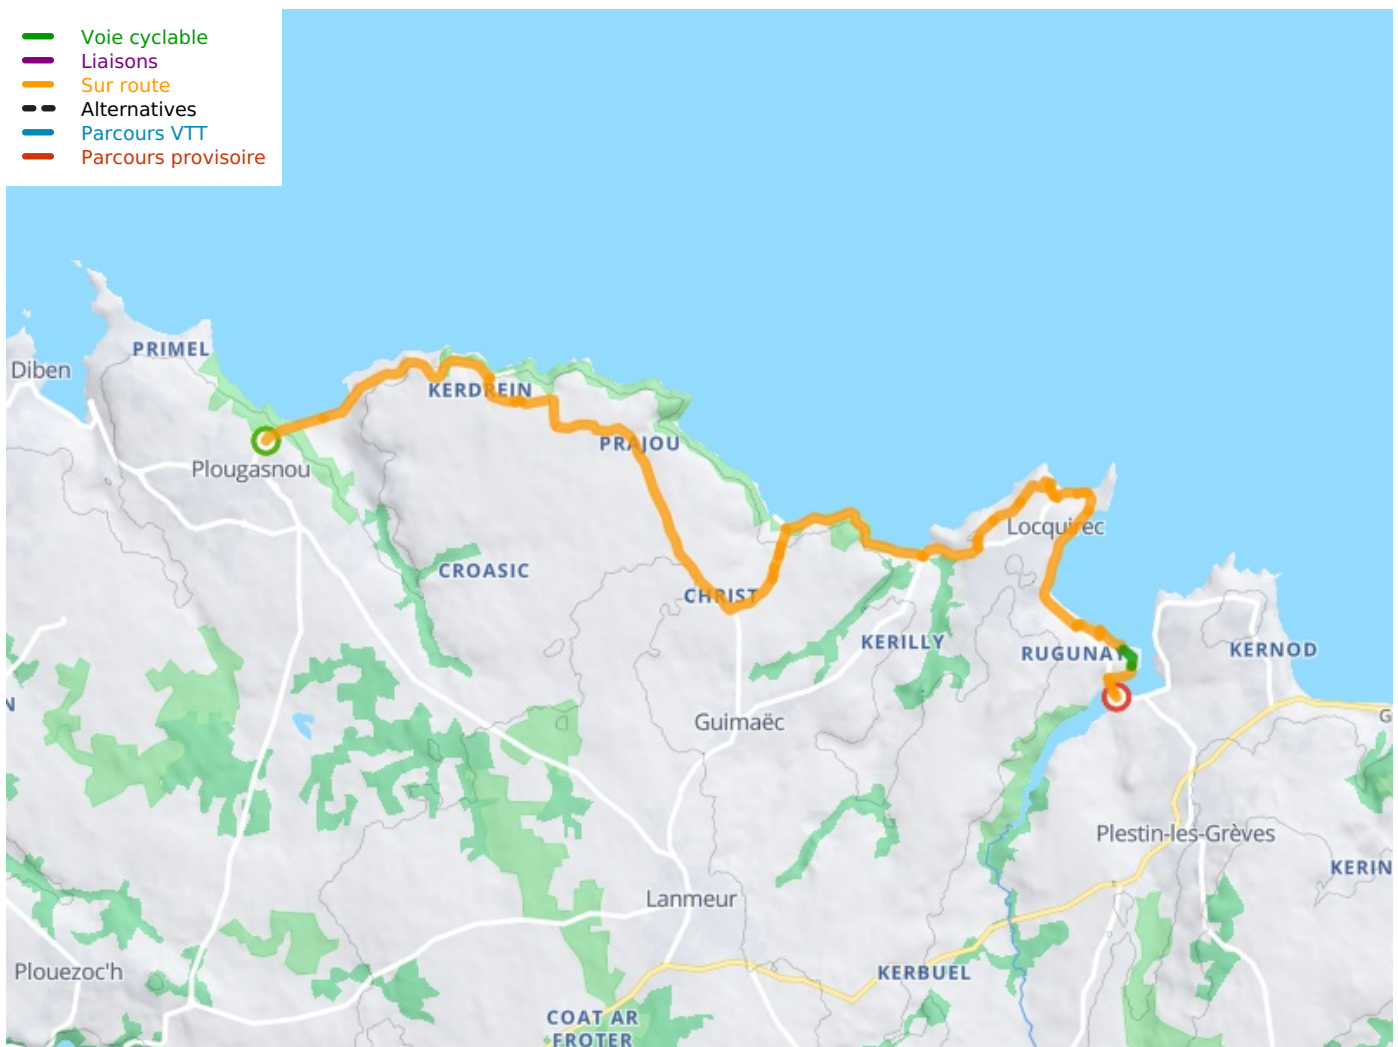 Voie cyclable
Liaisons
Sur route
Alternatives
Parcours VTT
Parcours provisoire
PRIMEL
Diben
KERDREIN
PRAJOU
Plougasnou
Locquirec
CROASIC
CHRIST
KERILLY
RUGUNAY
KERNOD
N
Guimaëc
G
Plestin-les-Grèves
KERIN
Lanmeur
Plouezoc'h
KERBUEL
COAT AR
FROTER